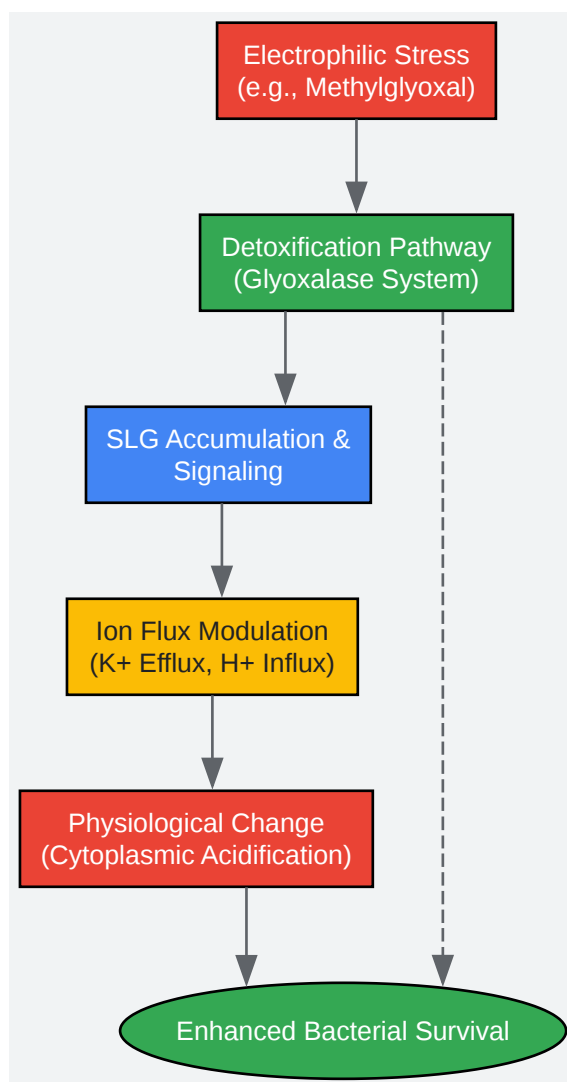 Electrophilic Stress
(e.g., Methylglyoxal)
Detoxification Pathway
(Glyoxalase System)
SLG Accumulation &
Signaling
Ion Flux Modulation
(K+ Efflux, H+ Influx)
Physiological Change
(Cytoplasmic Acidification)
Enhanced Bacterial Survival